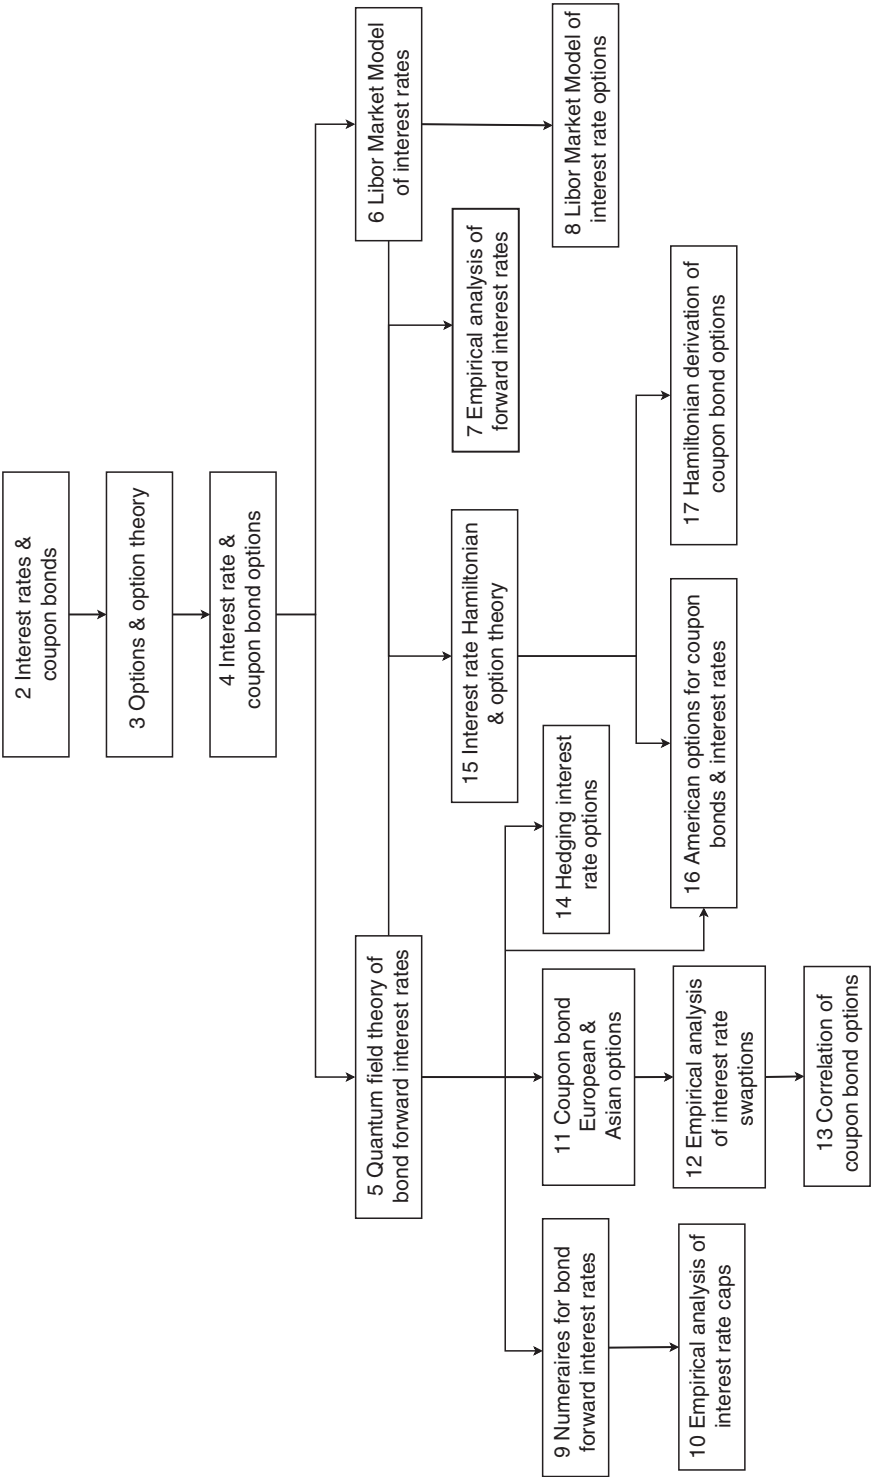 2 Interest rates &
coupon bonds
3 Options & option theory
4 Interest rate &
coupon bond options
5 Quantum field theory of
bond forward interest rates
6 Libor Market Model
of interest rates
7 Empirical analysis of
forward interest rates
8 Libor Market Model of
interest rate options
9 Numeraires for bond
forward interest rates
10 Empirical analysis of
interest rate caps
11 Coupon bond
European &
Asian options
12 Empirical analysis
of interest rate
swaptions
13 Correlation of
coupon bond options
14 Hedging interest
rate options
15 Interest rate Hamiltonian
& option theory
16 American options for coupon
bonds & interest rates
17 Hamiltonian derivation of
coupon bond options